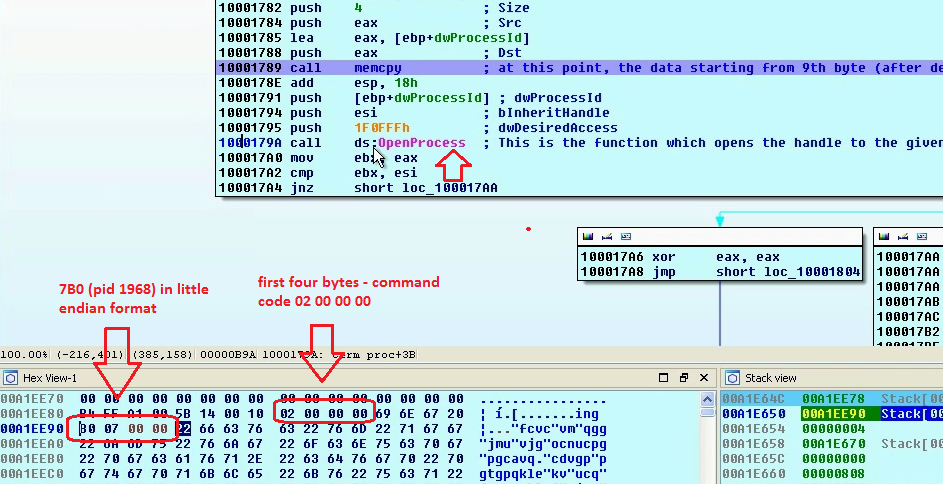 10001782 push 4 ; Size
10001784 push eax ; Src
10001785 lea eax, [ebp+dwProcessId]
10001788 push eax ; Dst
10001789 call memcpy ; at this point, the data starting from 9th byte (after de
1000178E add esp, 18h
10001791 push [ebp+dwProcessId] ; dwProcessId
10001794 push esi ; bInheritHandle
10001795 push 1F0FFFh ; dwDesiredAccess
1000179A call ds:OpenProcess ; This is the function which opens the handle to the given
100017A0 mov ebx, eax
100017A2 cmp ebx, esi
100017A4 jnz short loc_100017AA
100017A6 xor eax, eax
100017A8 jmp short loc_10001804
100017AA
100017AA
100017AA
100017AB
100017AC
100017B2
7B0 (pid 1968) in little
endian format
first four bytes - command
code 02 00 00 00
100.00% (-216,401) (385,158) 00000B9A 1000179A: term proc+3B
Hex View-1
00A1EE70 00 00 00 00 00 00 00 00 00 00 00 00 00 00 00 00 ................
00A1EE80 B4 EE A1 00 5B 14 00 10 02 00 00 00 69 6E 67 20 ¦ í.[.......ing
00A1EE90 B0 07 00 00 22 66 63 76 63 22 76 6D 22 71 67 67 ¦..."fcvc"vm"qgg
00A1EEA0 22 6A 6D 75 22 76 6A 67 22 6F 63 6E 75 63 70 67 "jmu"vjg"ocnucpg
00A1EEB0 22 70 67 63 61 76 71 2E 22 63 64 76 67 70 22 70 "pgcavq."cdvgp"p
00A1EEC0 67 74 67 70 71 6B 6C 65 22 6B 76 22 75 63 71 22 gtgpqkle"kv"ucq"
Stack view
00A1E64C 00A1EE78 Stack[00
00A1E650 00A1EE90 Stack[00
00A1E654 00000004
00A1E658 00A1E670 Stack[00
00A1E65C 00000000
00A1E660 00000808